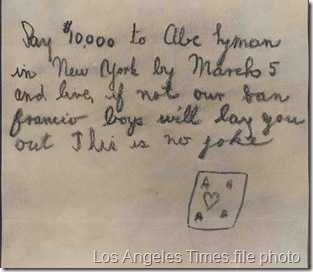 Pay $10,000 to Abe Lyman
in New York by March 5
and live, if not our San
Francio boys will lay you
out This is no joke
A A
A A
Los Angeles Times file photo